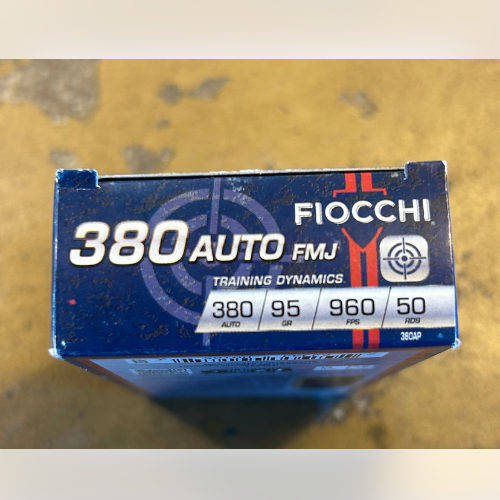 FIOCCHI
380 AUTO FMJ
TRAINING DYNAMICS
380 95 960 50
AUTO GR FPS RDS
380AP